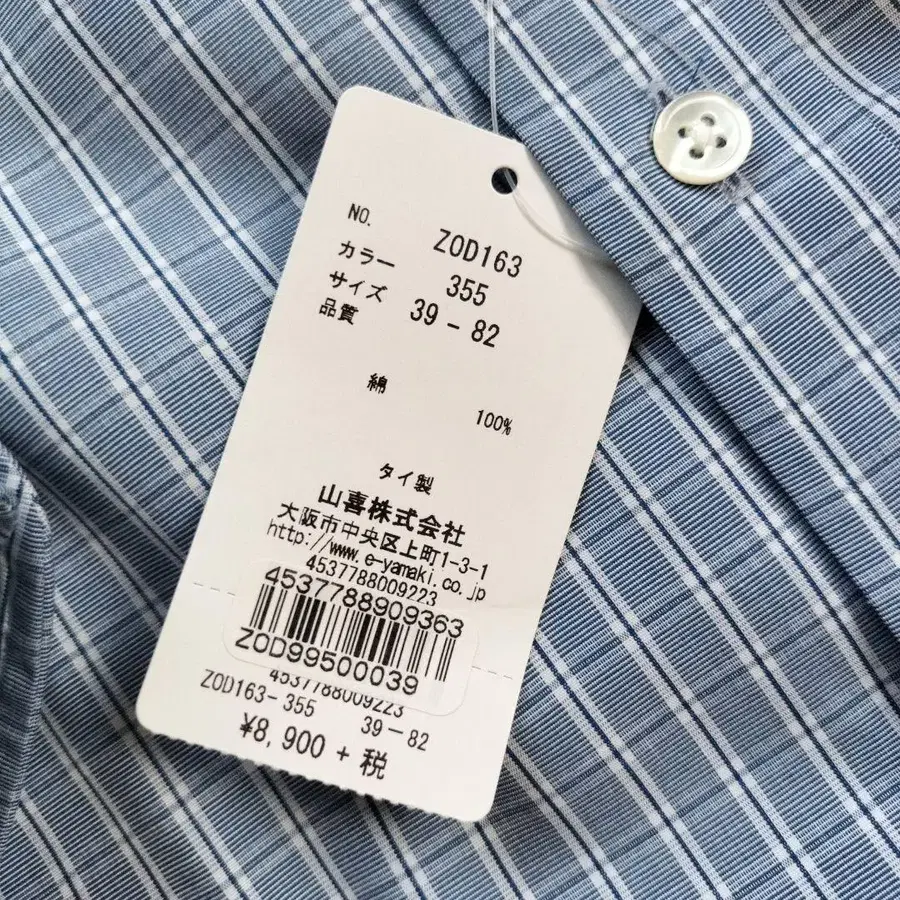 NO. ZOD163
カラー 355
サイズ 39 - 82
品質
綿
100%
タイ製
山喜株式会社
大阪市中央区上町1-3-1
http://www.e-yamaki.co.jp
4537788009223
4537788909363
ZOD99500039
4537788009223
ZOD163-355 39-82
¥8,900 + 税